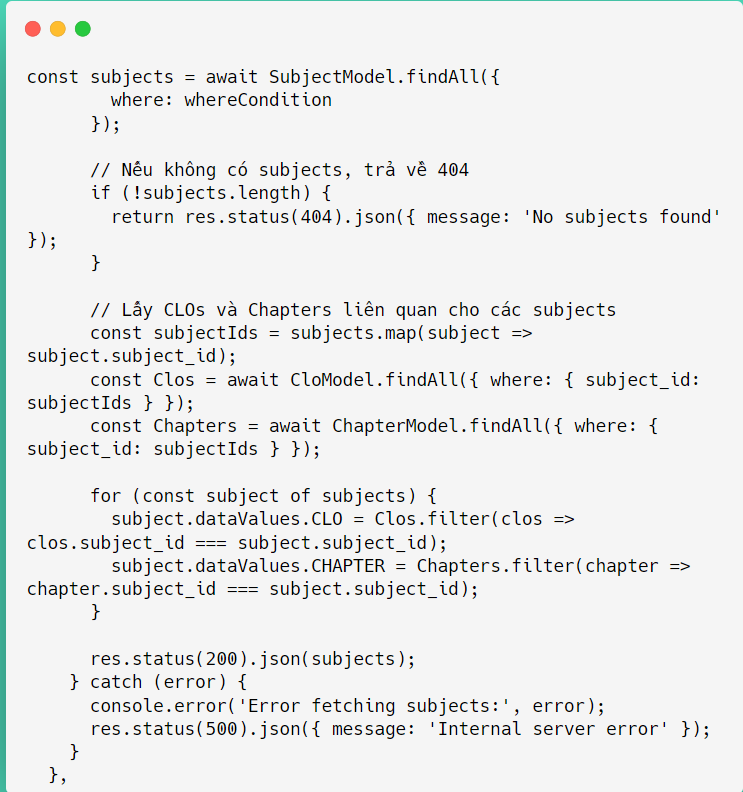 const subjects = await SubjectModel.findAll({
        where: whereCondition
      });

      // Nếu không có subjects, trả về 404
      if (!subjects.length) {
        return res.status(404).json({ message: 'No subjects found'
});
      }

      // Lấy CLOs và Chapters liên quan cho các subjects
      const subjectIds = subjects.map(subject =>
subject.subject_id);
      const Clos = await CloModel.findAll({ where: { subject_id:
subjectIds } });
      const Chapters = await ChapterModel.findAll({ where: {
subject_id: subjectIds } });

      for (const subject of subjects) {
        subject.dataValues.CLO = Clos.filter(clos =>
clos.subject_id === subject.subject_id);
        subject.dataValues.CHAPTER = Chapters.filter(chapter =>
chapter.subject_id === subject.subject_id);
      }

      res.status(200).json(subjects);
    } catch (error) {
      console.error('Error fetching subjects:', error);
      res.status(500).json({ message: 'Internal server error' });
    }
  },